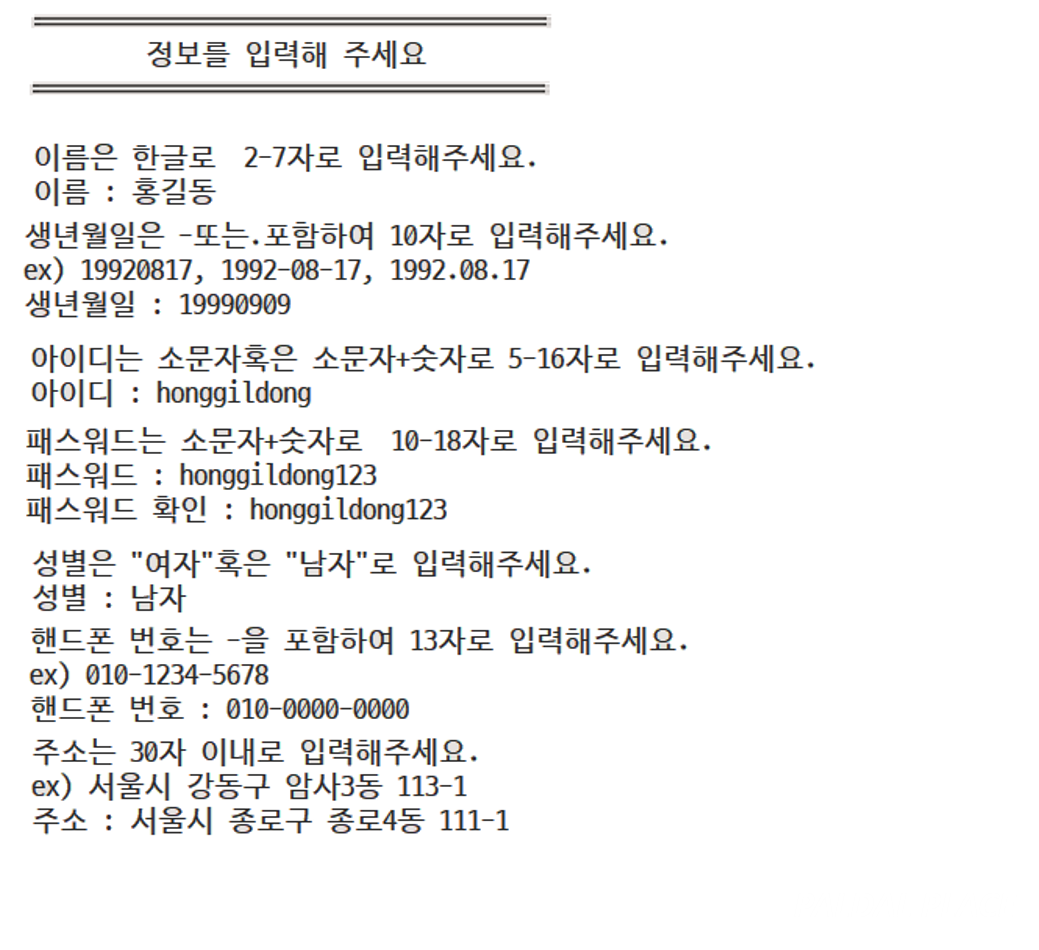 정보를 입력해 주세요
이름은 한글로  2-7자로 입력해주세요.
이름 : 홍길동
생년월일은 -또는.포함하여 10자로 입력해주세요.
ex) 19920817, 1992-08-17, 1992.08.17
생년월일 : 19990909
아이디는 소문자혹은 소문자+숫자로 5-16자로 입력해주세요.
아이디 : honggildong
패스워드는 소문자+숫자로  10-18자로 입력해주세요.
패스워드 : honggildong123
패스워드 확인 : honggildong123
성별은 "여자"혹은 "남자"로 입력해주세요.
성별 : 남자
핸드폰 번호는 -을 포함하여 13자로 입력해주세요.
ex) 010-1234-5678
핸드폰 번호 : 010-0000-0000
주소는 30자 이내로 입력해주세요.
ex) 서울시 강동구 암사3동 113-1
주소 : 서울시 종로구 종로4동 111-1